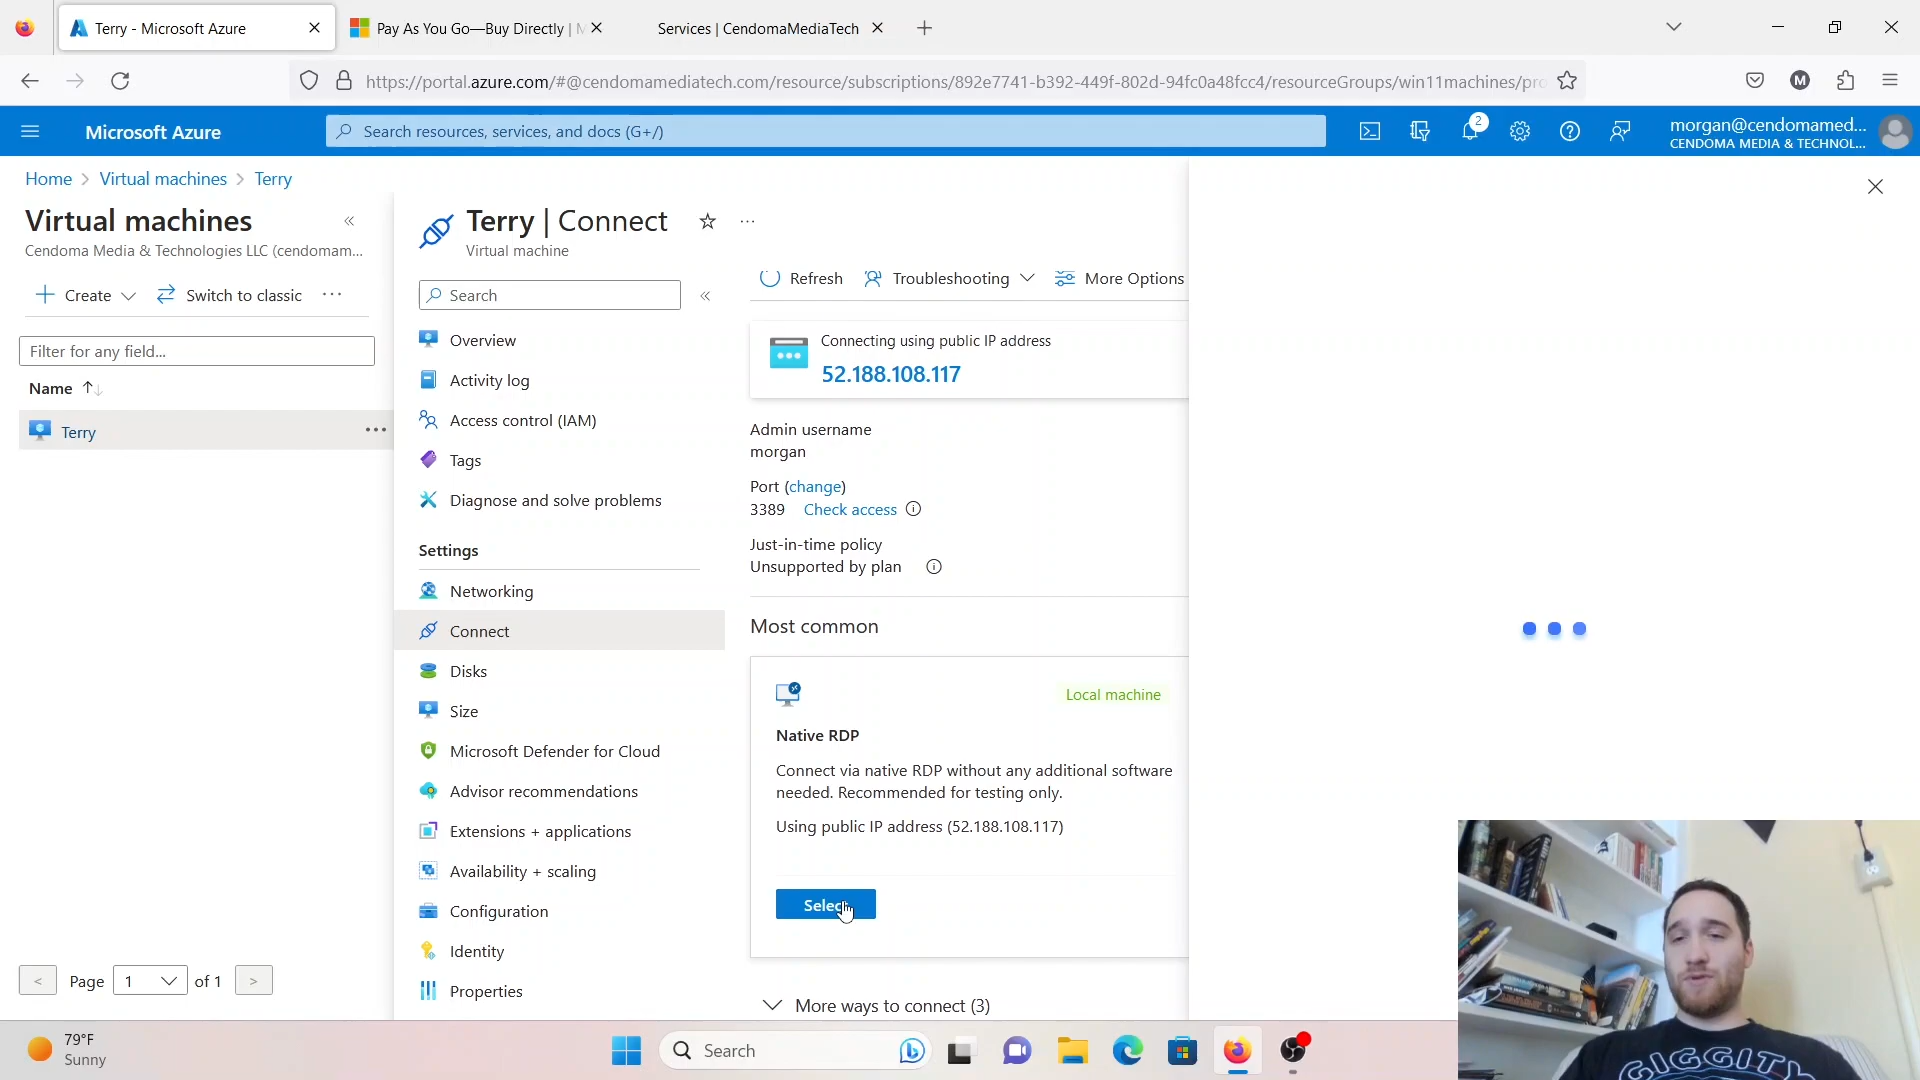 Terry - Microsoft Azure
Pay As You Go—Buy Directly | M
Services | CendomaMediaTech
https://portal.azure.com/#@cendomamediatech.com/resource/subscriptions/892e7741-b392-449f-802d-94fc0a48fcc4/resourceGroups/win11machines/pro
M
Microsoft Azure
Search resources, services, and docs (G+/)
2
morgan@cendomamed...
CENDOMA MEDIA & TECHNOL...
Home > Virtual machines > Terry
Virtual machines
Cendoma Media & Technologies LLC (cendomam...
Create
Switch to classic
Filter for any field...
Name
Terry
< Page 1 of 1 >
Terry | Connect
Virtual machine
Search
Overview
Activity log
Access control (IAM)
Tags
Diagnose and solve problems
Settings
Networking
Connect
Disks
Size
Microsoft Defender for Cloud
Advisor recommendations
Extensions + applications
Availability + scaling
Configuration
Identity
Properties
Refresh
Troubleshooting
More Options
Connecting using public IP address
52.188.108.117
Admin username
morgan
Port (change)
3389 Check access
Just-in-time policy
Unsupported by plan
Most common
Local machine
Native RDP
Connect via native RDP without any additional software
needed. Recommended for testing only.
Using public IP address (52.188.108.117)
Select
More ways to connect (3)
GIGGITY
79°F
Sunny
Search